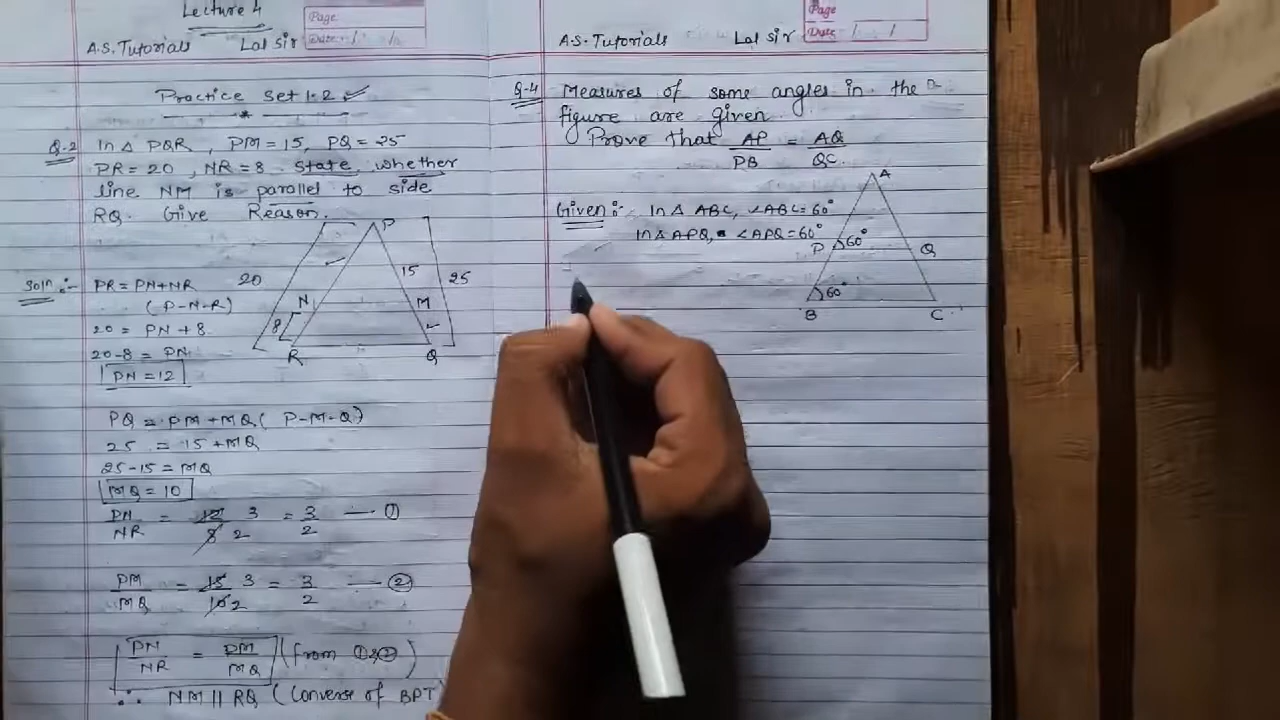 Lecture 4
Page
Date / /
A.S. Tutorials Lal Sir
Practice Set 1.2
Q.2 In △ PQR, PM = 15, PQ = 25
PR = 20, NR = 8. State whether
line NM is parallel to side
RQ. Give Reason.
P
20
15
25
N
M
8
R
Q
Soln :- PR = PN+NR
(P-N-R)
20 = PN + 8
20-8 = PN
PN = 12
PQ = PM + MQ ( P-M-Q)
25 = 15 + MQ
25-15 = MQ
MQ = 10
PN/NR = 12/8 3/2 = 3/2 — ①
PM/MQ = 15/10 3/2 = 3/2 — ②
PN/NR = PM/MQ (from ①&②)
∴ NM || RQ (Converse of BPT)
Page
Date / /
A.S. Tutorials Lal Sir
Q.4 Measures of some angles in the
figure are given.
Prove that AP/PB = AQ/QC.
Given :- In △ ABC, ∠ABC = 60°
In △ APQ, ∠APQ = 60°
A
P 60° Q
60°
B C